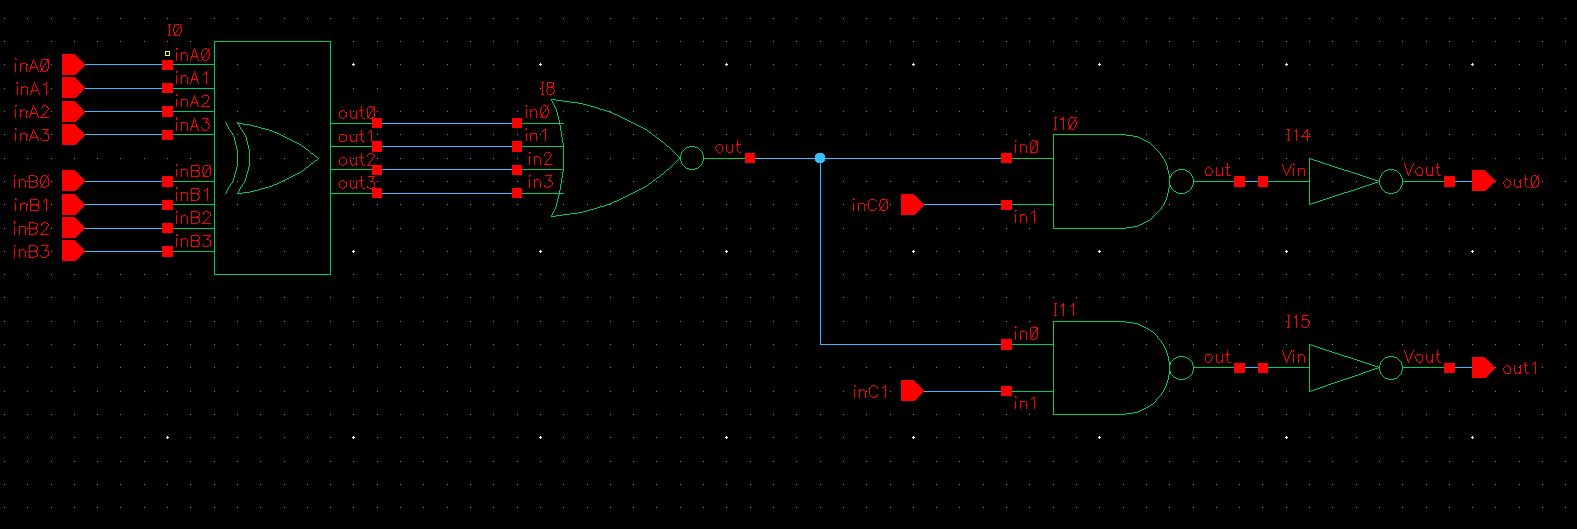 I0
inA0 inA0
inA1 inA1
inA2 inA2
inA3 inA3
inB0 inB0
inB1 inB1
inB2 inB2
inB3 inB3
out0
out1
out2
out3
I8
in0
in1
in2
in3
out
I10
in0
inC0
in1
out
I14
Vin Vout
out0
I11
in0
inC1
in1
out
I15
Vin Vout
out1